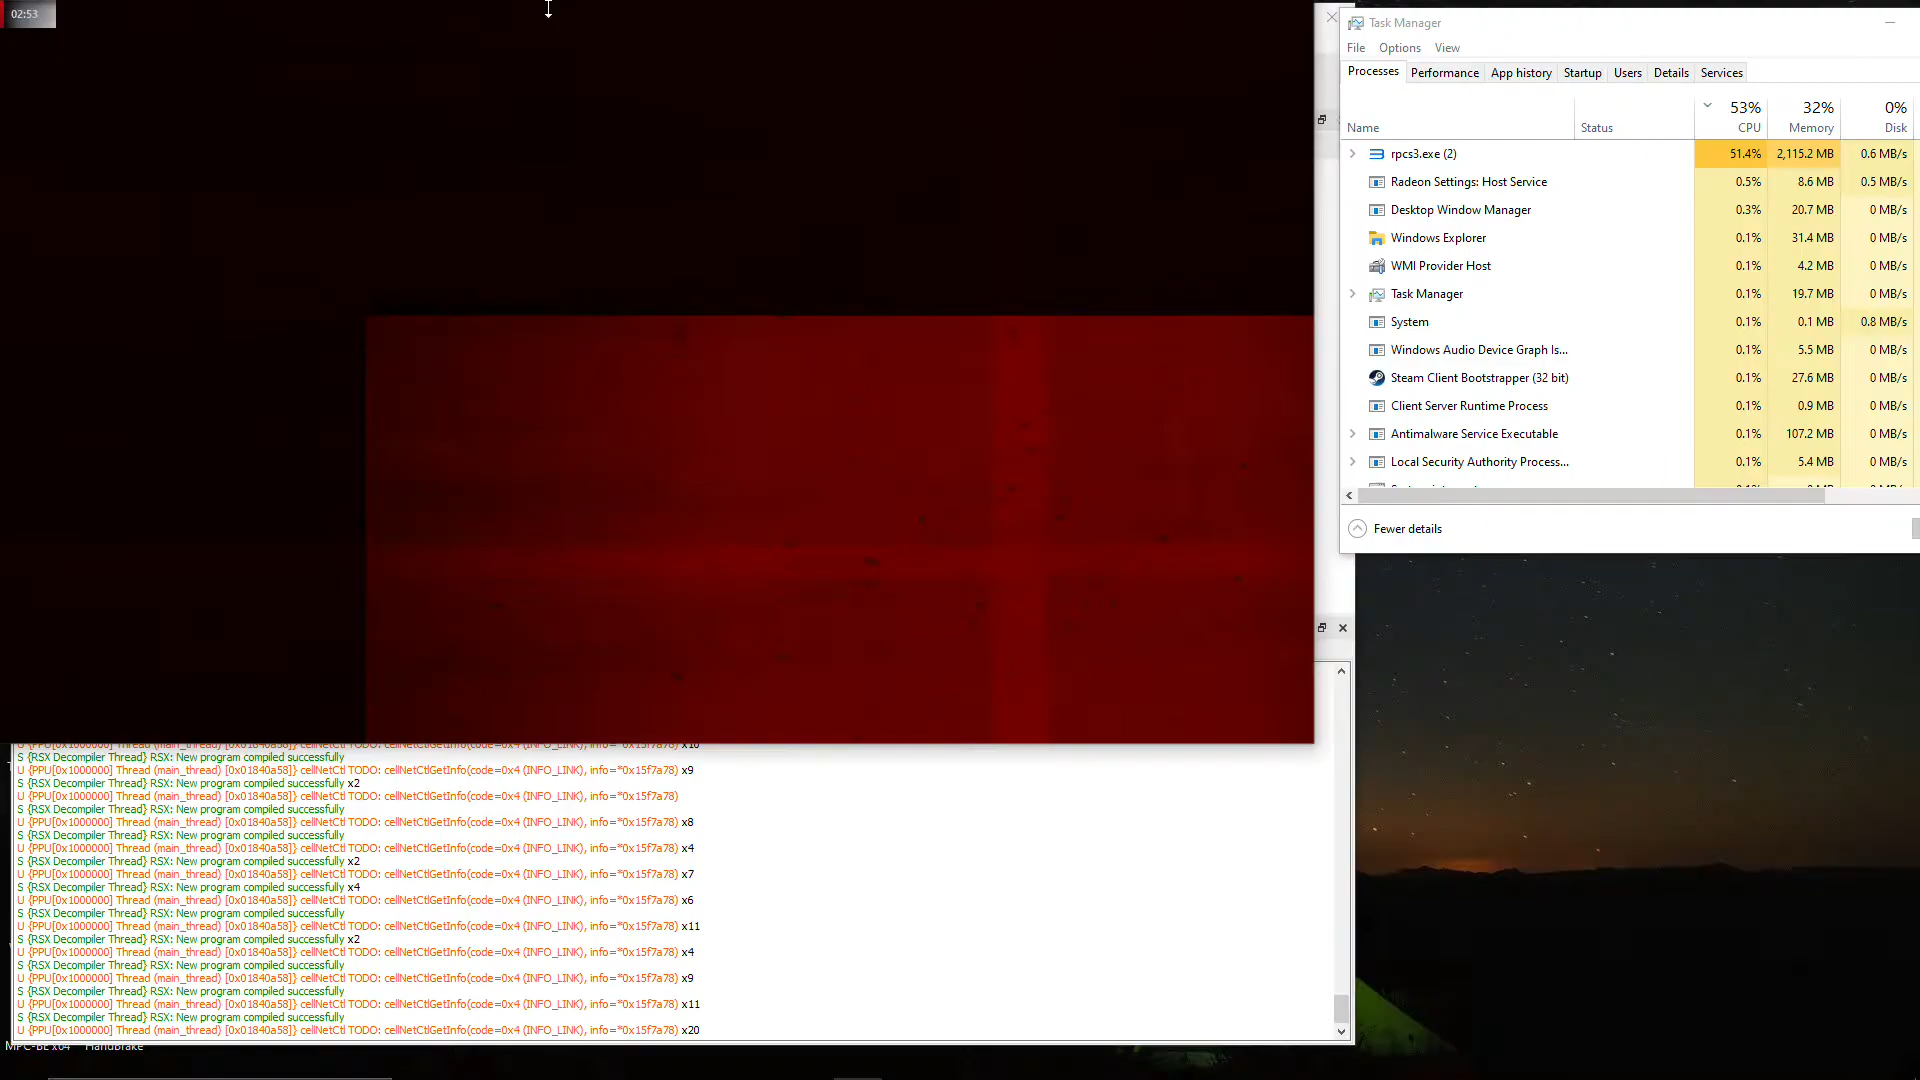 02:53
Task Manager
File Options View
Processes Performance App history Startup Users Details Services
53% 32% 0%
Name Status CPU Memory Disk
rpcs3.exe (2) 51.4% 2,115.2 MB 0.6 MB/s
Radeon Settings: Host Service 0.5% 8.6 MB 0.5 MB/s
Desktop Window Manager 0.3% 20.7 MB 0 MB/s
Windows Explorer 0.1% 31.4 MB 0 MB/s
WMI Provider Host 0.1% 4.2 MB 0 MB/s
Task Manager 0.1% 19.7 MB 0 MB/s
System 0.1% 0.1 MB 0.8 MB/s
Windows Audio Device Graph Is... 0.1% 5.5 MB 0 MB/s
Steam Client Bootstrapper (32 bit) 0.1% 27.6 MB 0 MB/s
Client Server Runtime Process 0.1% 0.9 MB 0 MB/s
Antimalware Service Executable 0.1% 107.2 MB 0 MB/s
Local Security Authority Process... 0.1% 5.4 MB 0 MB/s
Fewer details
U {PPU[0x1000000] Thread (main_thread) [0x01840a58]} cellNetCtl TODO: cellNetCtlGetInfo(code=0x4 (INFO_LINK), info=*0x15f7a78) x10
S {RSX Decompiler Thread} RSX: New program compiled successfully
U {PPU[0x1000000] Thread (main_thread) [0x01840a58]} cellNetCtl TODO: cellNetCtlGetInfo(code=0x4 (INFO_LINK), info=*0x15f7a78) x9
S {RSX Decompiler Thread} RSX: New program compiled successfully x2
U {PPU[0x1000000] Thread (main_thread) [0x01840a58]} cellNetCtl TODO: cellNetCtlGetInfo(code=0x4 (INFO_LINK), info=*0x15f7a78)
S {RSX Decompiler Thread} RSX: New program compiled successfully
U {PPU[0x1000000] Thread (main_thread) [0x01840a58]} cellNetCtl TODO: cellNetCtlGetInfo(code=0x4 (INFO_LINK), info=*0x15f7a78) x8
S {RSX Decompiler Thread} RSX: New program compiled successfully
U {PPU[0x1000000] Thread (main_thread) [0x01840a58]} cellNetCtl TODO: cellNetCtlGetInfo(code=0x4 (INFO_LINK), info=*0x15f7a78) x4
S {RSX Decompiler Thread} RSX: New program compiled successfully x2
U {PPU[0x1000000] Thread (main_thread) [0x01840a58]} cellNetCtl TODO: cellNetCtlGetInfo(code=0x4 (INFO_LINK), info=*0x15f7a78) x7
S {RSX Decompiler Thread} RSX: New program compiled successfully x4
U {PPU[0x1000000] Thread (main_thread) [0x01840a58]} cellNetCtl TODO: cellNetCtlGetInfo(code=0x4 (INFO_LINK), info=*0x15f7a78) x6
S {RSX Decompiler Thread} RSX: New program compiled successfully
U {PPU[0x1000000] Thread (main_thread) [0x01840a58]} cellNetCtl TODO: cellNetCtlGetInfo(code=0x4 (INFO_LINK), info=*0x15f7a78) x11
S {RSX Decompiler Thread} RSX: New program compiled successfully x2
U {PPU[0x1000000] Thread (main_thread) [0x01840a58]} cellNetCtl TODO: cellNetCtlGetInfo(code=0x4 (INFO_LINK), info=*0x15f7a78) x4
S {RSX Decompiler Thread} RSX: New program compiled successfully
U {PPU[0x1000000] Thread (main_thread) [0x01840a58]} cellNetCtl TODO: cellNetCtlGetInfo(code=0x4 (INFO_LINK), info=*0x15f7a78) x9
S {RSX Decompiler Thread} RSX: New program compiled successfully
U {PPU[0x1000000] Thread (main_thread) [0x01840a58]} cellNetCtl TODO: cellNetCtlGetInfo(code=0x4 (INFO_LINK), info=*0x15f7a78) x11
S {RSX Decompiler Thread} RSX: New program compiled successfully
U {PPU[0x1000000] Thread (main_thread) [0x01840a58]} cellNetCtl TODO: cellNetCtlGetInfo(code=0x4 (INFO_LINK), info=*0x15f7a78) x20
MPC-BE x64 HandBrake